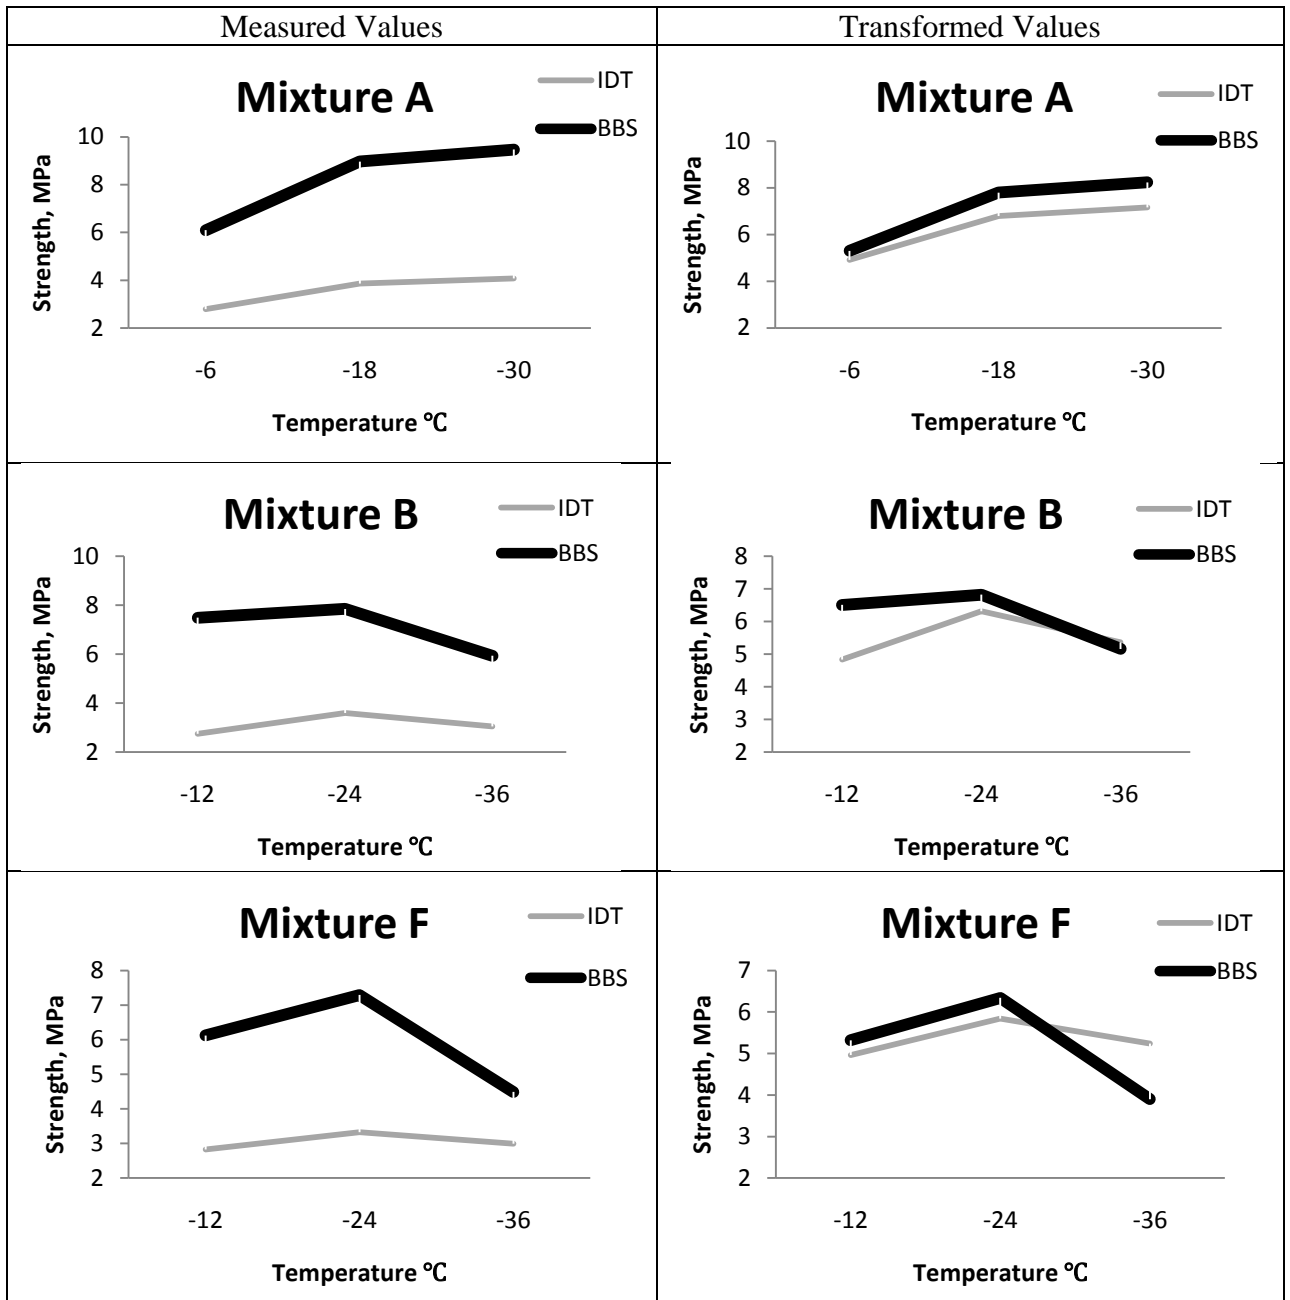 Measured Values
Transformed Values
Mixture A
IDT
BBS
Strength, MPa
10
8
6
4
2
-6 -18 -30
Temperature ℃
Mixture A
IDT
BBS
Strength, MPa
10
8
6
4
2
-6 -18 -30
Temperature ℃
Mixture B
IDT
BBS
Strength, MPa
10
8
6
4
2
-12 -24 -36
Temperature ℃
Mixture B
IDT
BBS
Strength, MPa
8
7
6
5
4
3
2
-12 -24 -36
Temperature ℃
Mixture F
IDT
BBS
Strength, MPa
8
7
6
5
4
3
2
-12 -24 -36
Temperature ℃
Mixture F
IDT
BBS
Strength, MPa
7
6
5
4
3
2
-12 -24 -36
Temperature ℃